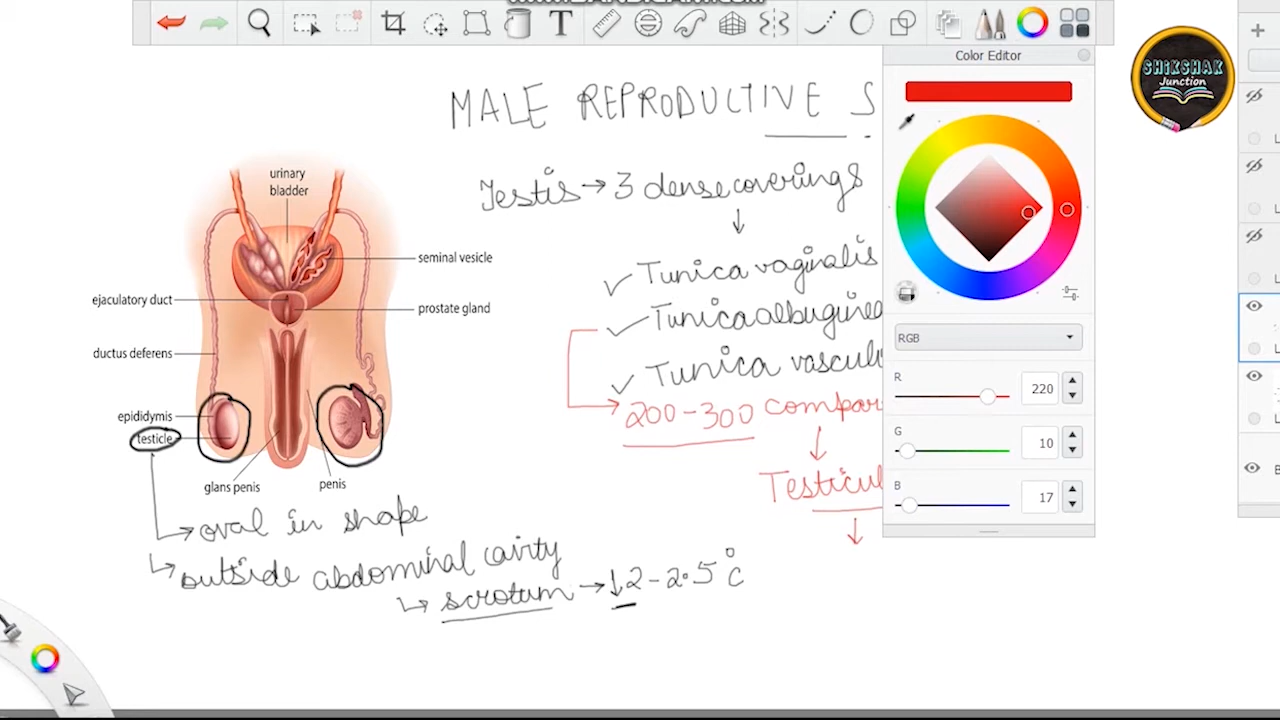 MALE REPRODUCTIVE S
Testis → 3 dense coverings
↓
Tunica vaginalis
Tunica albuginea
Tunica vascul
200-300 compar
↓
Testicul
↓
urinary
bladder
seminal vesicle
ejaculatory duct
prostate gland
ductus deferens
epididymis
testicle
glans penis
penis
→ oval in shape
→ outside abdominal cavity
→ scrotum → ↓ 2-2.5°C
Color Editor
RGB
R
220
G
10
B
17
SHIKSHAK
Junction
T